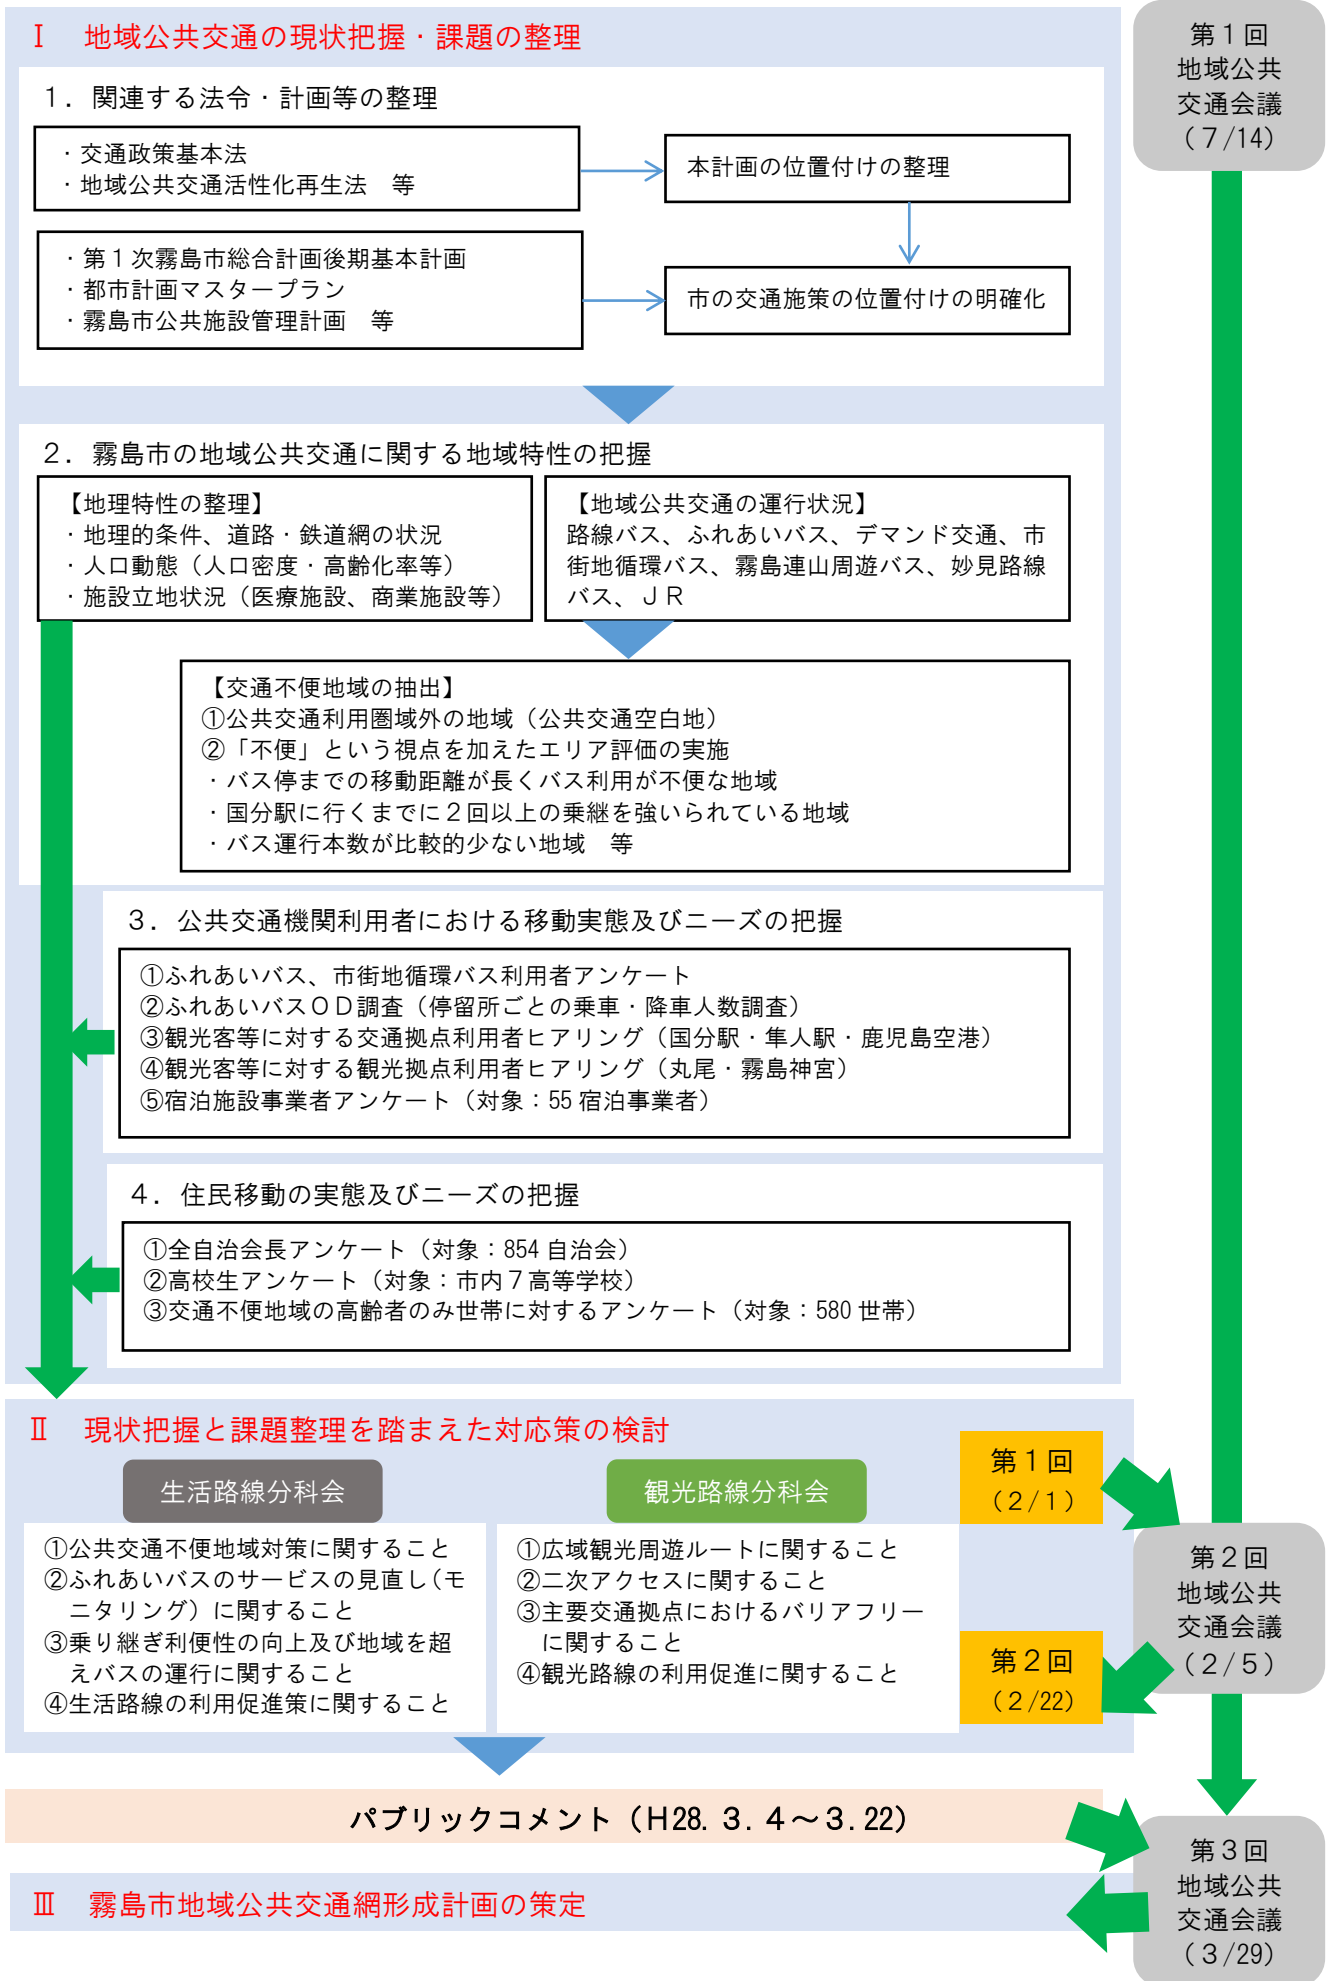 Ⅰ　地域公共交通の現状把握・課題の整理
１．関連する法令・計画等の整理
・交通政策基本法
・地域公共交通活性化再生法　等
本計画の位置付けの整理
・第１次霧島市総合計画後期基本計画
・都市計画マスタープラン
・霧島市公共施設管理計画　等
市の交通施策の位置付けの明確化
２．霧島市の地域公共交通に関する地域特性の把握
【地理特性の整理】
・地理的条件、道路・鉄道網の状況
・人口動態（人口密度・高齢化率等）
・施設立地状況（医療施設、商業施設等）
【地域公共交通の運行状況】
路線バス、ふれあいバス、デマンド交通、市
街地循環バス、霧島連山周遊バス、妙見路線
バス、ＪＲ
【交通不便地域の抽出】
①公共交通利用圏域外の地域（公共交通空白地）
②「不便」という視点を加えたエリア評価の実施
・バス停までの移動距離が長くバス利用が不便な地域
・国分駅に行くまでに２回以上の乗継を強いられている地域
・バス運行本数が比較的少ない地域　等
３．公共交通機関利用者における移動実態及びニーズの把握
①ふれあいバス、市街地循環バス利用者アンケート
②ふれあいバスＯＤ調査（停留所ごとの乗車・降車人数調査）
③観光客等に対する交通拠点利用者ヒアリング（国分駅・隼人駅・鹿児島空港）
④観光客等に対する観光拠点利用者ヒアリング（丸尾・霧島神宮）
⑤宿泊施設事業者アンケート（対象：55宿泊事業者）
４．住民移動の実態及びニーズの把握
①全自治会長アンケート（対象：854自治会）
②高校生アンケート（対象：市内７高等学校）
③交通不便地域の高齢者のみ世帯に対するアンケート（対象：580世帯）
Ⅱ　現状把握と課題整理を踏まえた対応策の検討
生活路線分科会
①公共交通不便地域対策に関すること
②ふれあいバスのサービスの見直し（モ
ニタリング）に関すること
③乗り継ぎ利便性の向上及び地域を超
えバスの運行に関すること
④生活路線の利用促進策に関すること
観光路線分科会
①広域観光周遊ルートに関すること
②二次アクセスに関すること
③主要交通拠点におけるバリアフリー
に関すること
④観光路線の利用促進に関すること
第１回
（２/１）
第２回
（２/22）
パブリックコメント（Ｈ28.３.４～３.22）
Ⅲ　霧島市地域公共交通網形成計画の策定
第１回
地域公共
交通会議
（７/14）
第２回
地域公共
交通会議
（２/５）
第３回
地域公共
交通会議
（３/29）